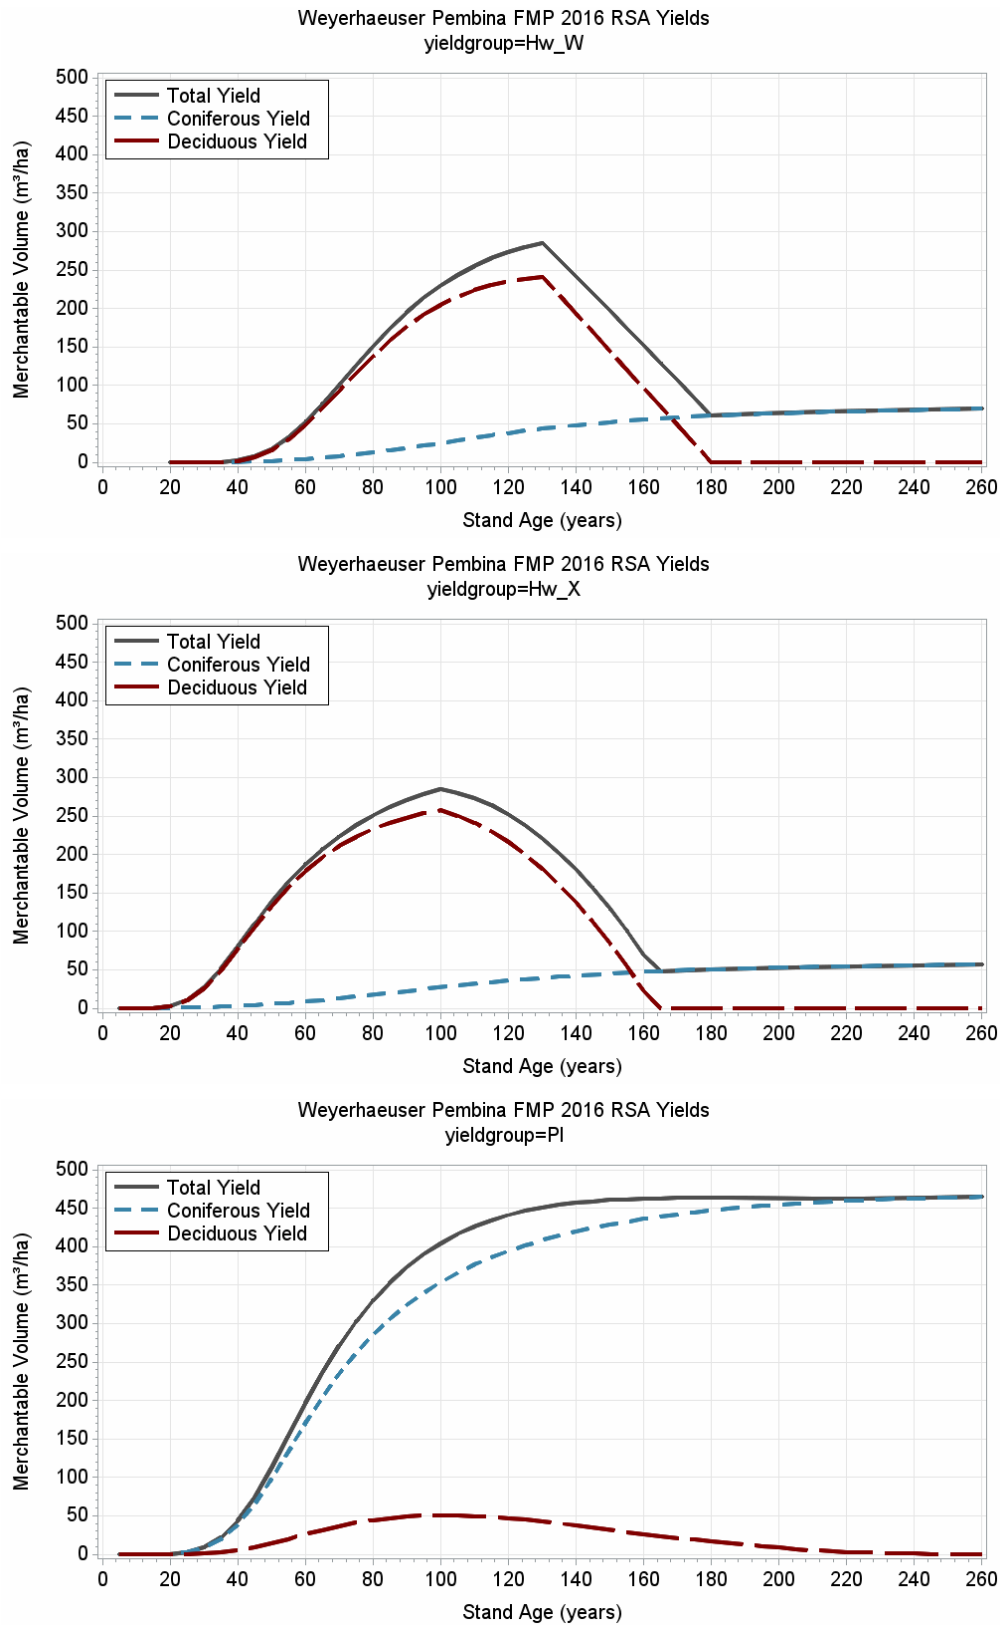 Weyerhaeuser Pembina FMP 2016 RSA Yields
yieldgroup=Hw_W
500
450
400
350
300
250
200
150
100
50
0
Merchantable Volume (m³/ha)
Total Yield
Coniferous Yield
Deciduous Yield
0 20 40 60 80 100 120 140 160 180 200 220 240 260
Stand Age (years)
Weyerhaeuser Pembina FMP 2016 RSA Yields
yieldgroup=Hw_X
500
450
400
350
300
250
200
150
100
50
0
Merchantable Volume (m³/ha)
Total Yield
Coniferous Yield
Deciduous Yield
0 20 40 60 80 100 120 140 160 180 200 220 240 260
Stand Age (years)
Weyerhaeuser Pembina FMP 2016 RSA Yields
yieldgroup=Pl
500
450
400
350
300
250
200
150
100
50
0
Merchantable Volume (m³/ha)
Total Yield
Coniferous Yield
Deciduous Yield
0 20 40 60 80 100 120 140 160 180 200 220 240 260
Stand Age (years)